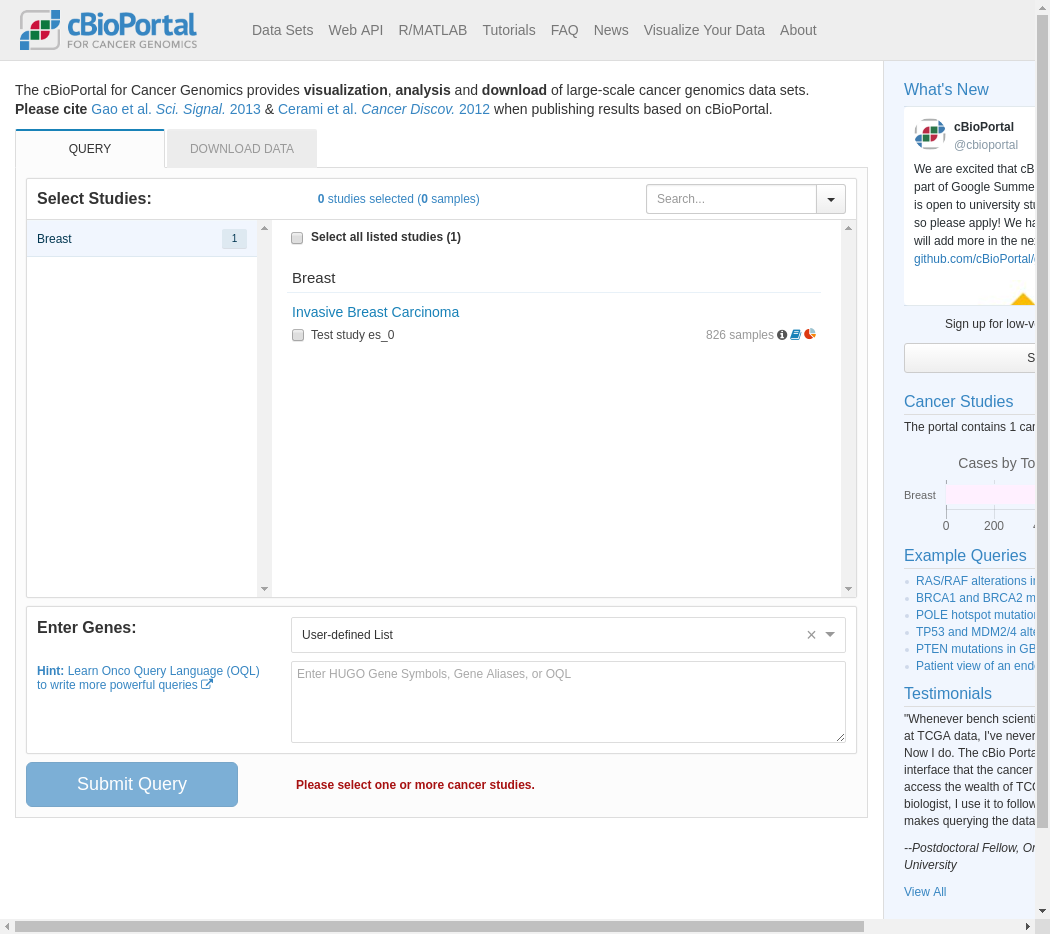 cBioPortal
FOR CANCER GENOMICS
Data Sets Web API R/MATLAB Tutorials FAQ News Visualize Your Data About
The cBioPortal for Cancer Genomics provides visualization, analysis and download of large-scale cancer genomics data sets.
Please cite Gao et al. Sci. Signal. 2013 & Cerami et al. Cancer Discov. 2012 when publishing results based on cBioPortal.
QUERY DOWNLOAD DATA
Select Studies:
0 studies selected (0 samples)
Search...
Breast 1
Select all listed studies (1)
Breast
Invasive Breast Carcinoma
Test study es_0 826 samples
Enter Genes:
User-defined List
Hint: Learn Onco Query Language (OQL)
to write more powerful queries
Enter HUGO Gene Symbols, Gene Aliases, or OQL
Submit Query
Please select one or more cancer studies.
What's New
cBioPortal
@cbioportal
We are excited that cB
part of Google Summe
is open to university stu
so please apply! We ha
will add more in the ne
github.com/cBioPortal/
Sign up for low-v
S
Cancer Studies
The portal contains 1 car
Cases by To
Breast
0 200
Example Queries
RAS/RAF alterations in
BRCA1 and BRCA2 m
POLE hotspot mutation
TP53 and MDM2/4 alte
PTEN mutations in GB
Patient view of an end
Testimonials
"Whenever bench scienti
at TCGA data, I've never
Now I do. The cBio Porta
interface that the cancer
access the wealth of TCG
biologist, I use it to follow
makes querying the data
--Postdoctoral Fellow, Or
University
View All